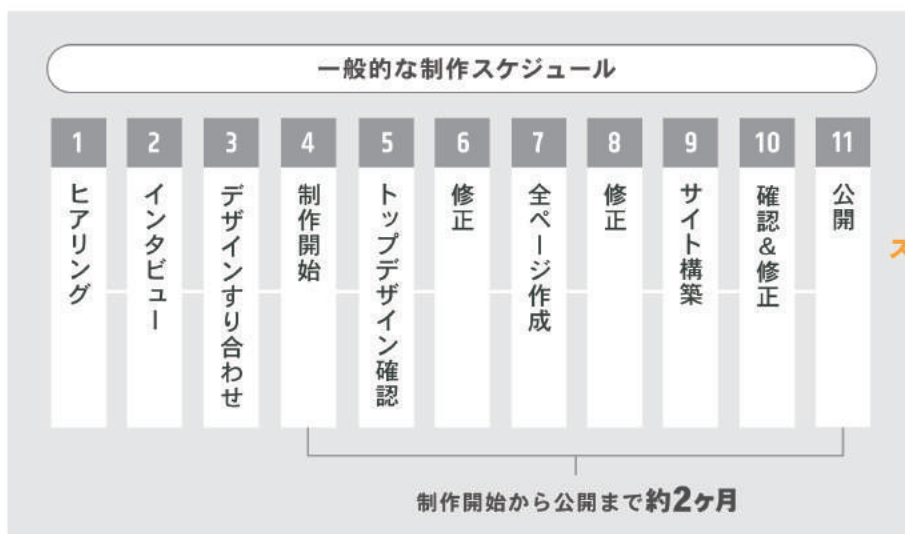 一般的な制作スケジュール
1
ヒアリング
2
インタビュー
3
デザインすり合わせ
4
制作開始
5
トップデザイン確認
6
修正
7
全ページ作成
8
修正
9
サイト構築
10
確認&修正
11
公開
ス
制作開始から公開まで約2ヶ月